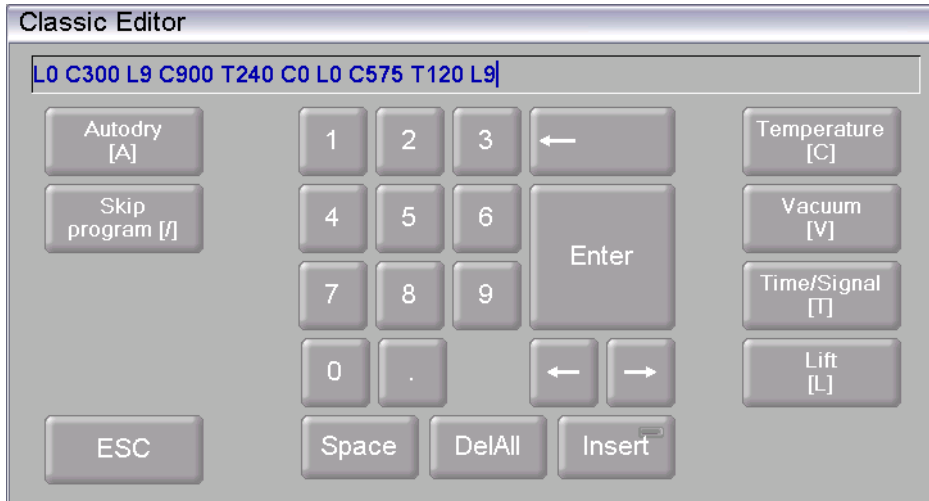 Classic Editor
L0 C300 L9 C900 T240 C0 L0 C575 T120 L9
Autodry
[A]
1 2 3 ←
Temperature
[C]
Skip
program [/]
4 5 6
Enter
Vacuum
[V]
7 8 9
Time/Signal
[T]
0 . ← →
Lift
[L]
ESC
Space
DelAll
Insert